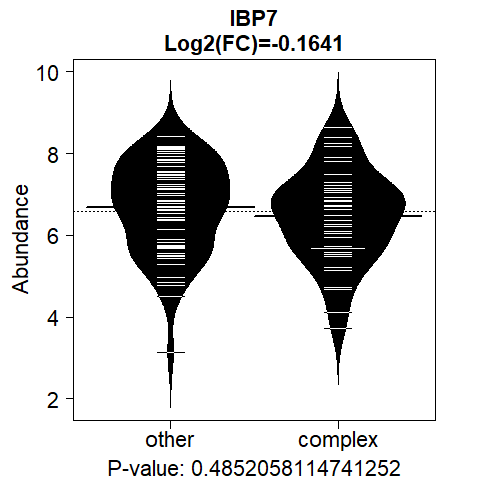 IBP7
Log2(FC)=-0.1641
Abundance
10
8
6
4
2
other complex
P-value: 0.4852058114741252